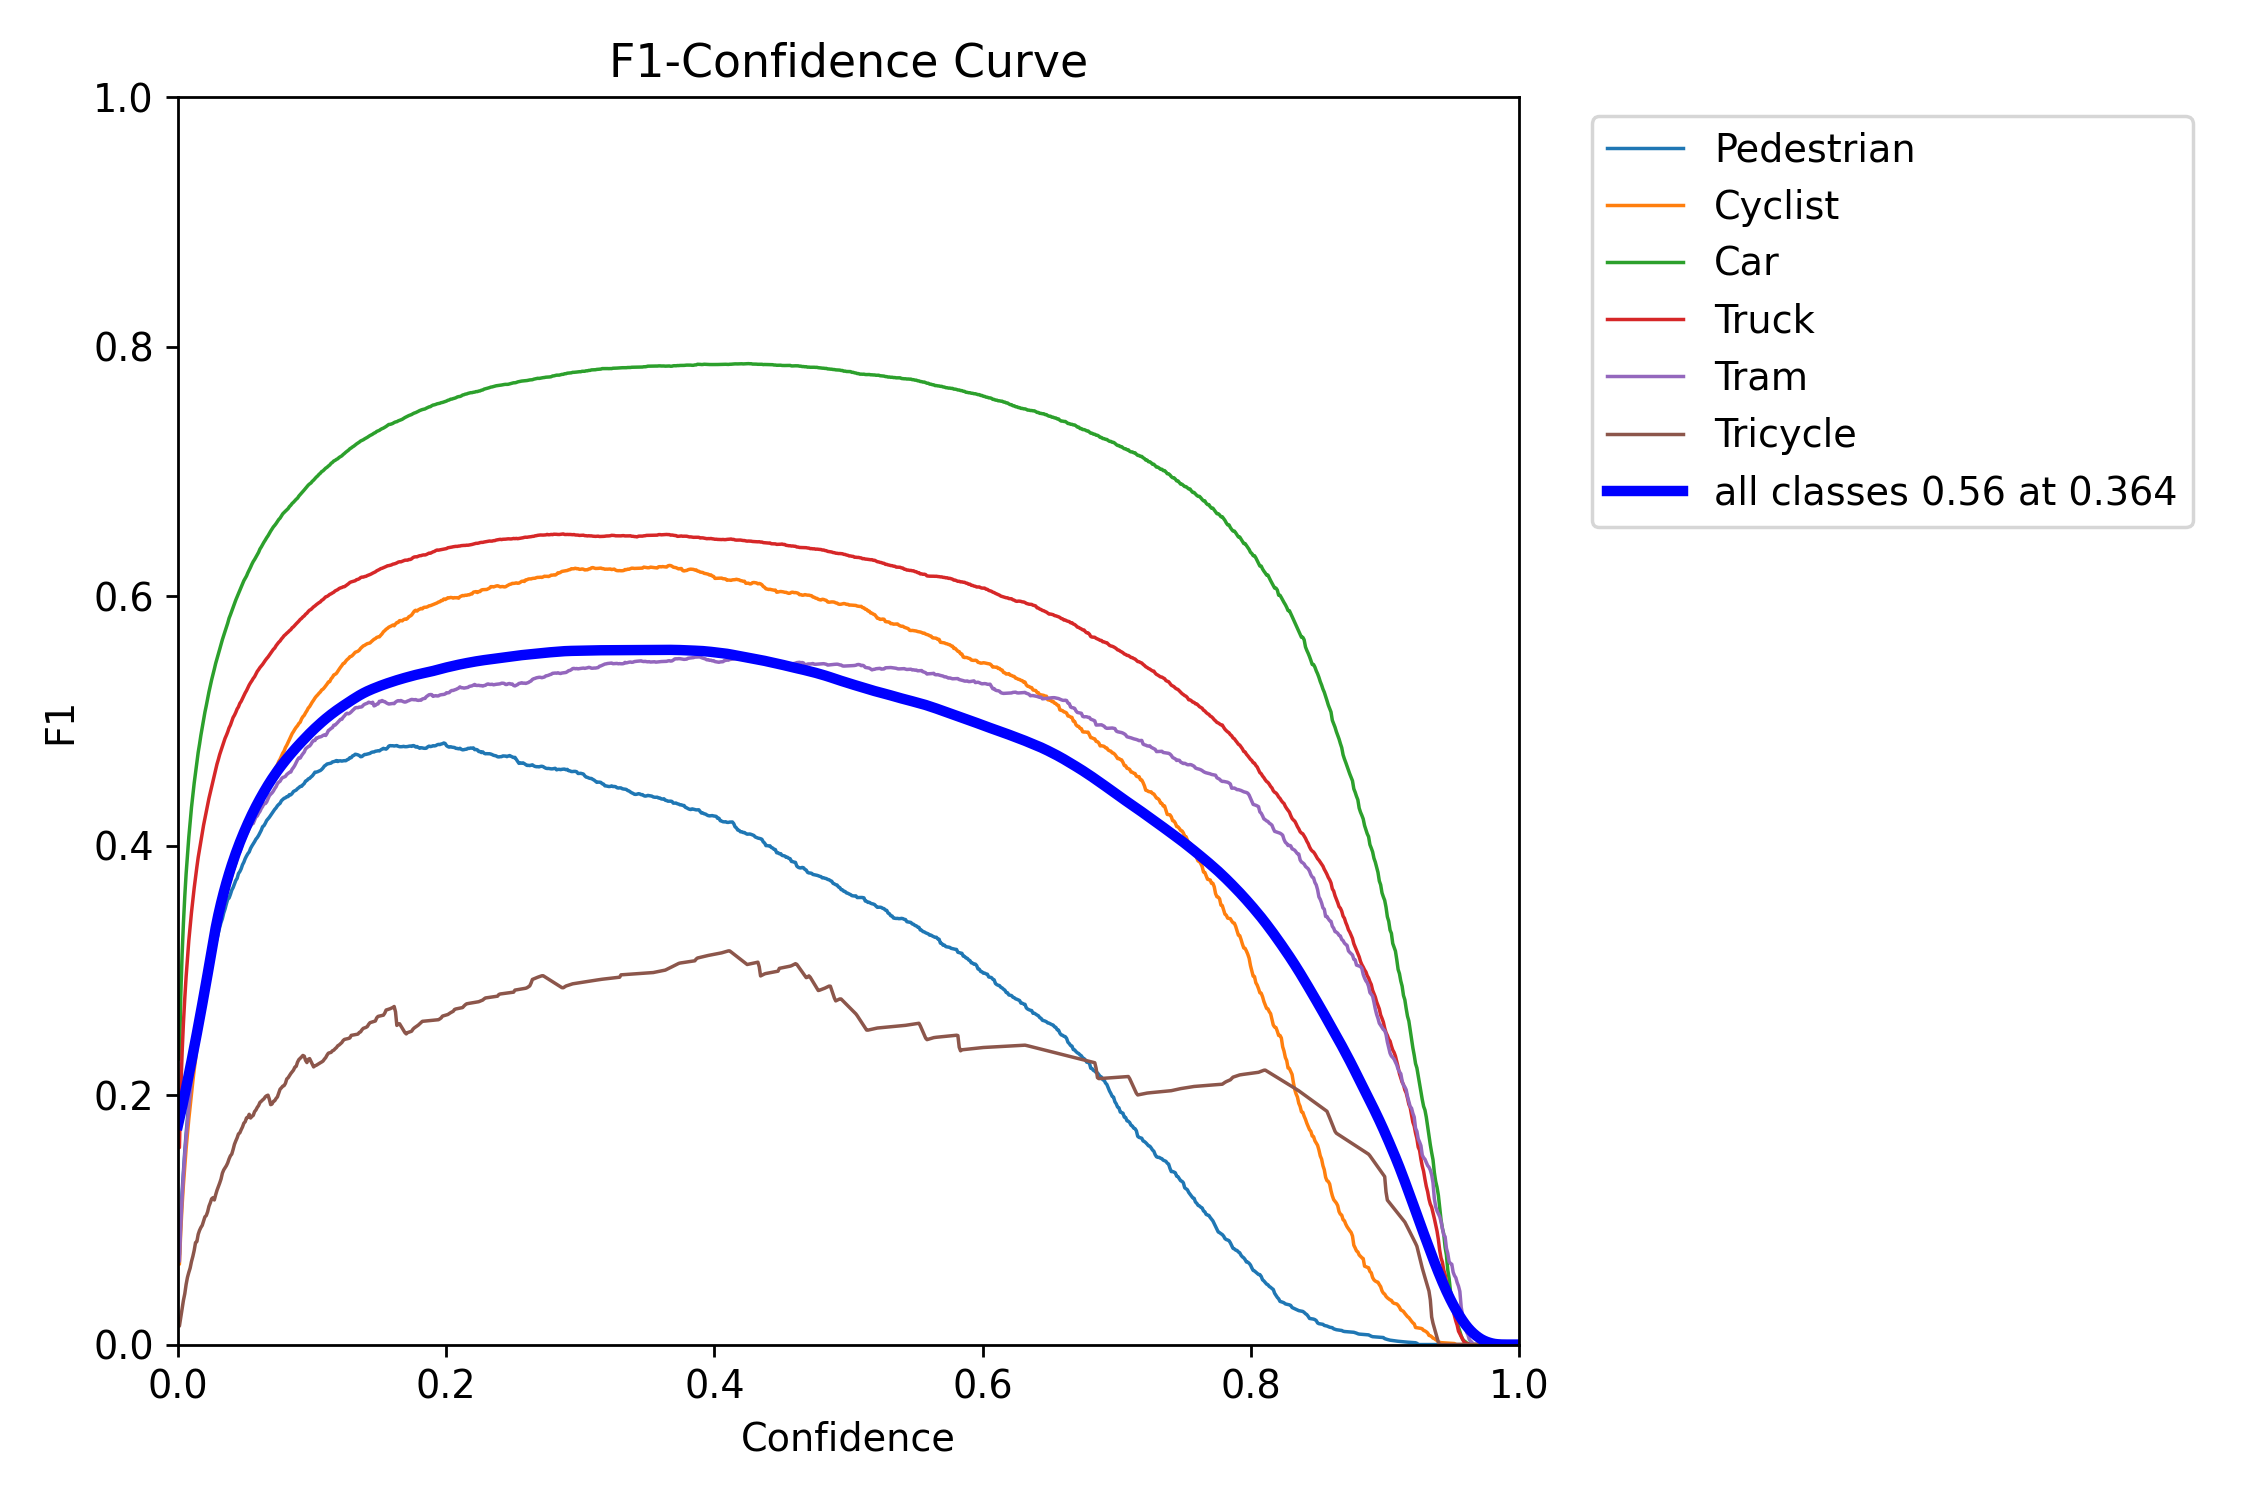 F1-Confidence Curve
1.0
0.8
0.6
0.4
0.2
0.0
F1
0.0 0.2 0.4 0.6 0.8 1.0
Confidence
Pedestrian
Cyclist
Car
Truck
Tram
Tricycle
all classes 0.56 at 0.364